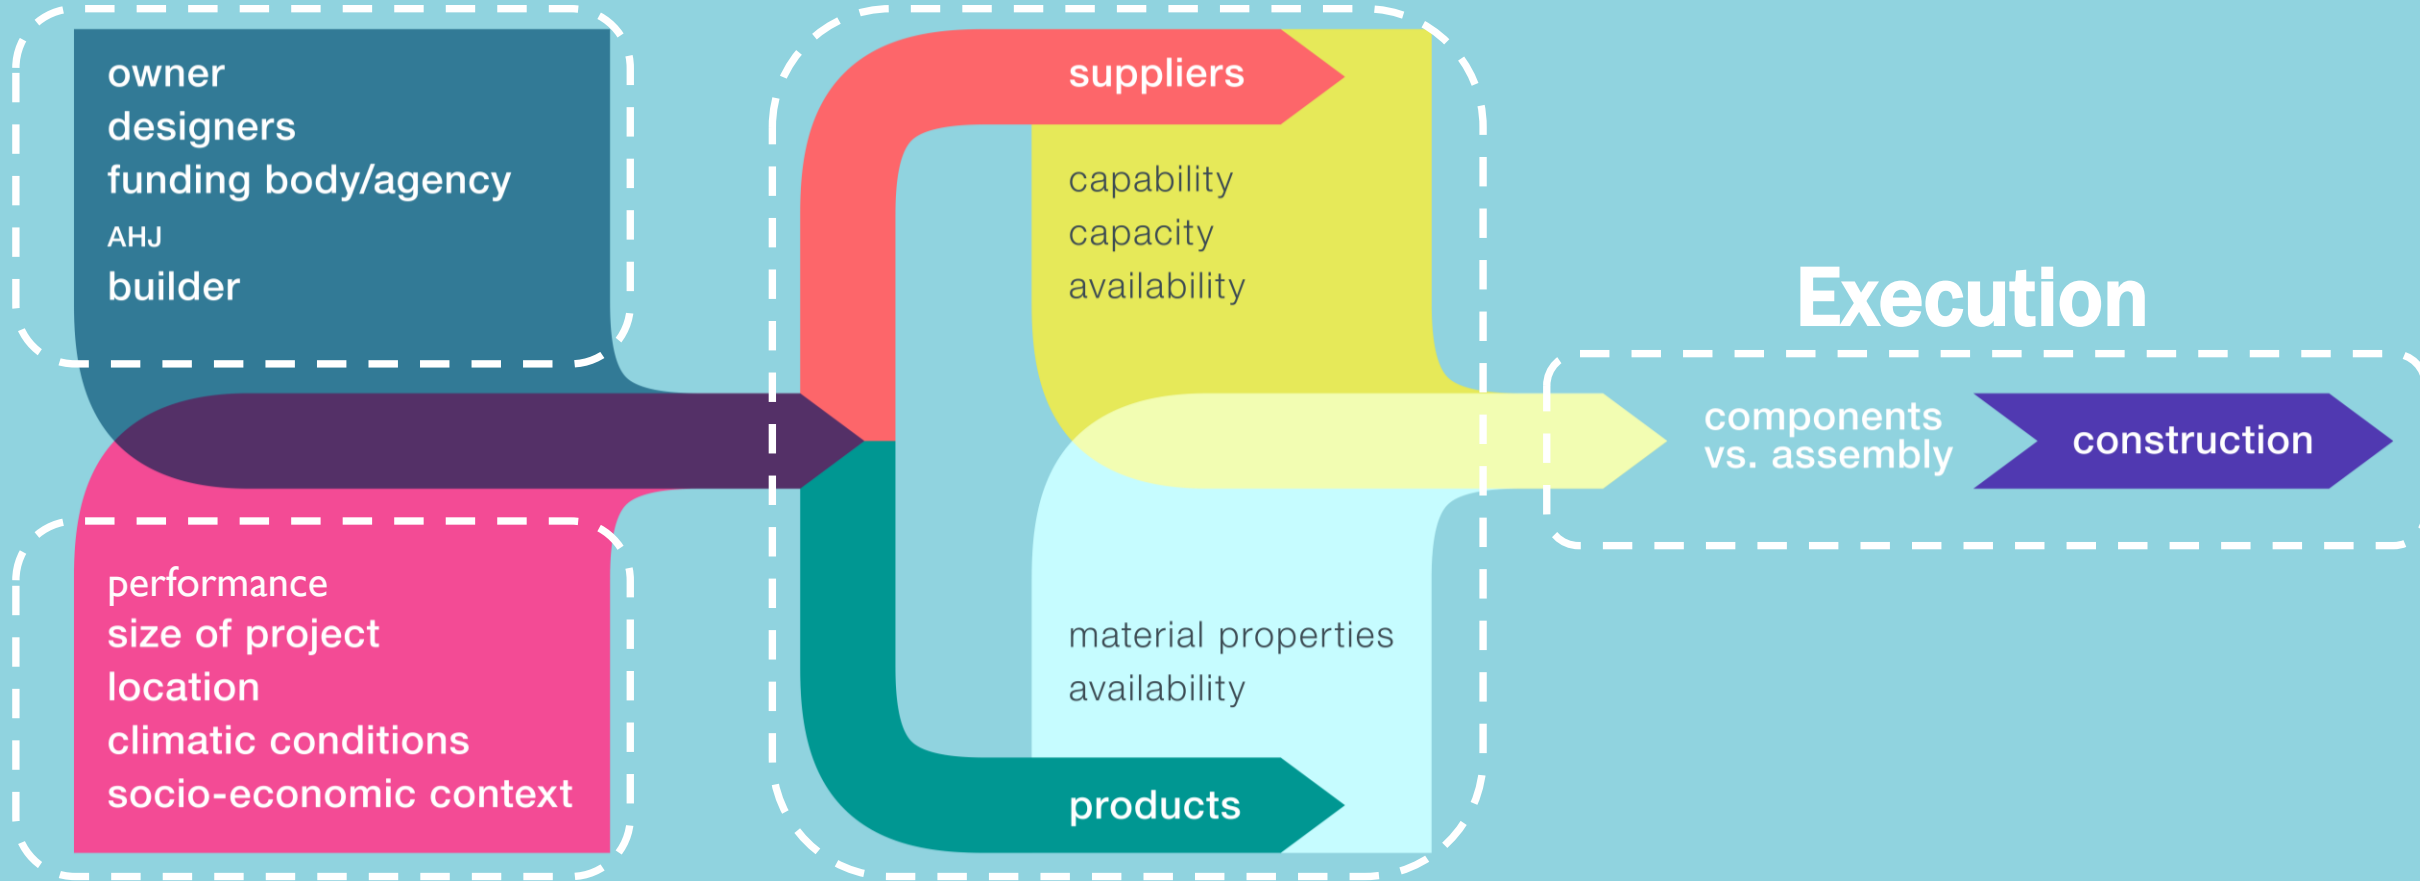 owner
designers
funding body/agency
AHJ
builder
performance
size of project
location
climatic conditions
socio-economic context
suppliers
capability
capacity
availability
material properties
availability
products
Execution
components
vs. assembly
construction